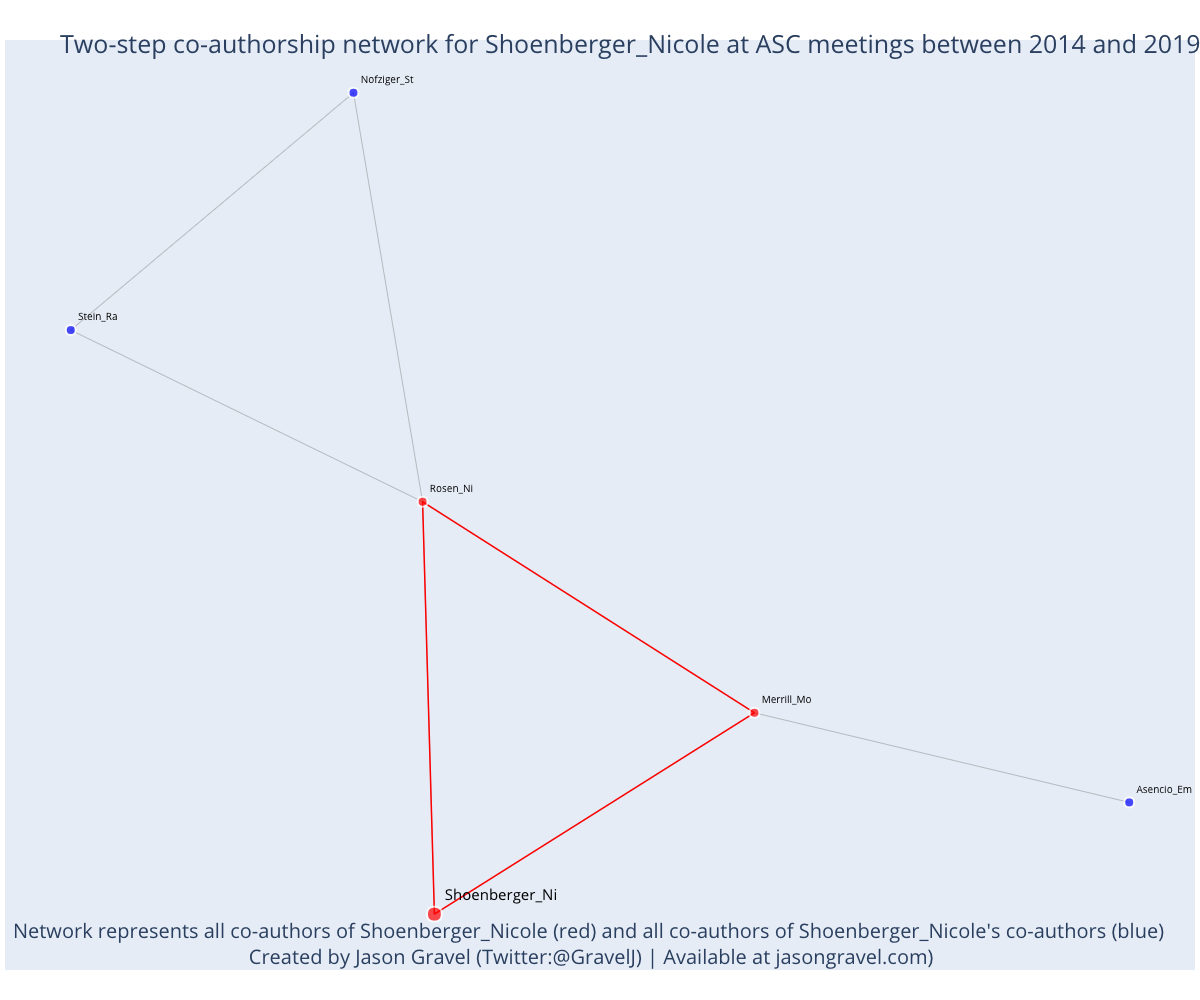 Two-step co-authorship network for Shoenberger_Nicole at ASC meetings between 2014 and 2019
Nofziger_St
Stein_Ra
Rosen_Ni
Merrill_Mo
Asencio_Em
Shoenberger_Ni
Network represents all co-authors of Shoenberger_Nicole (red) and all co-authors of Shoenberger_Nicole's co-authors (blue)
Created by Jason Gravel (Twitter:@GravelJ) | Available at jasongravel.com)